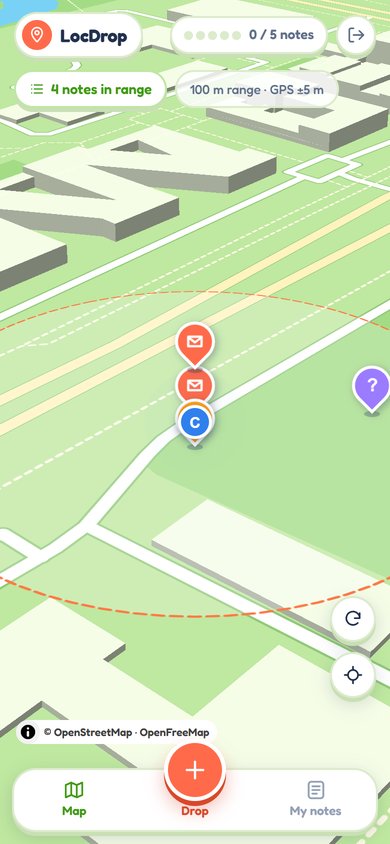 LocDrop
0 / 5 notes
4 notes in range
100 m range · GPS ±5 m
?
C
i
© OpenStreetMap · OpenFreeMap
Map
Drop
My notes